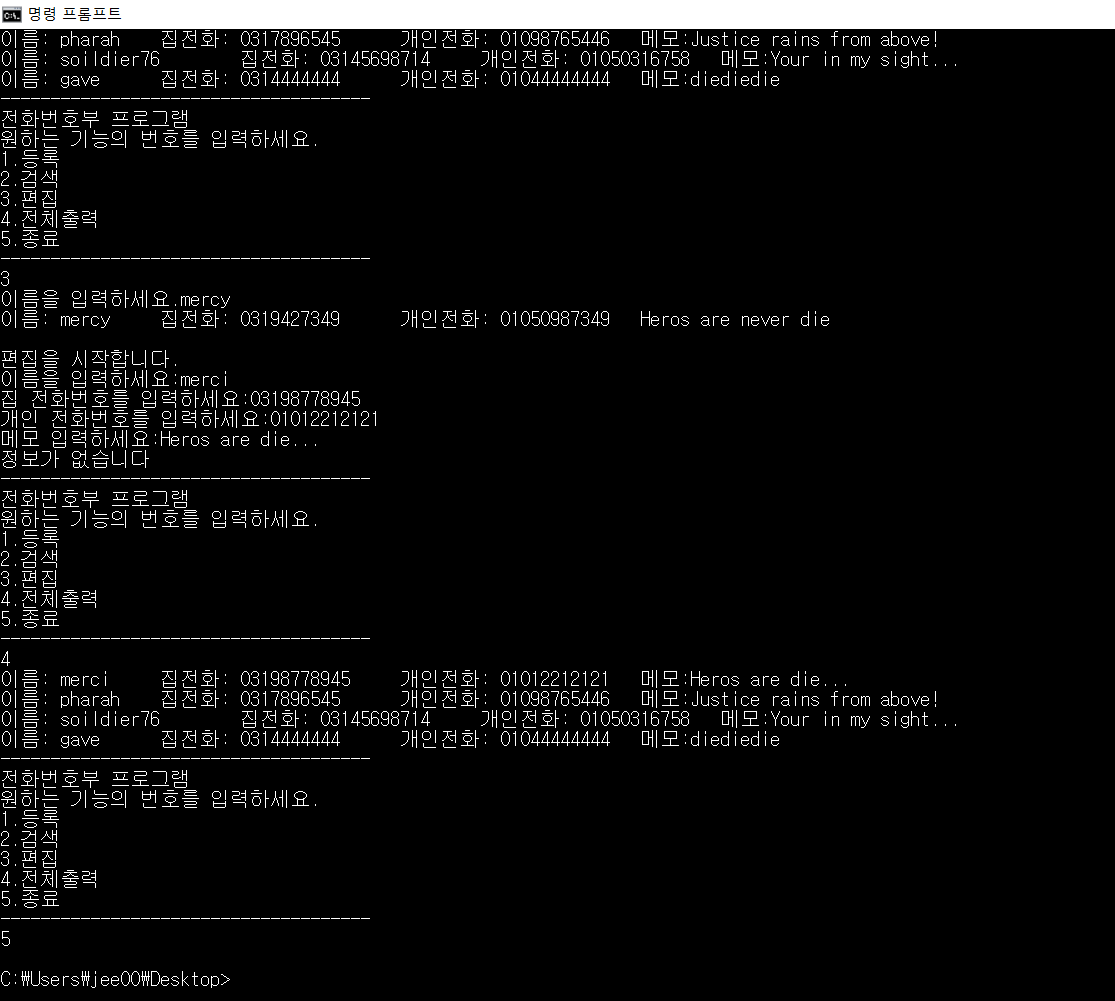 명령 프롬프트
이름: pharah 집전화: 0317896545 개인전화: 01098765446 메모:Justice rains from above!
이름: soildier76 집전화: 03145698714 개인전화: 01050316758 메모:Your in my sight...
이름: gave 집전화: 0314444444 개인전화: 01044444444 메모:diediedie
-------------------------------------
전화번호부 프로그램
원하는 기능의 번호를 입력하세요.
1.등록
2.검색
3.편집
4.전체출력
5.종료
-------------------------------------
3
이름을 입력하세요.mercy
이름: mercy 집전화: 0319427349 개인전화: 01050987349 Heros are never die
편집을 시작합니다.
이름을 입력하세요:merci
집 전화번호를 입력하세요:03198778945
개인 전화번호를 입력하세요:01012212121
메모 입력하세요:Heros are die...
정보가 없습니다
-------------------------------------
전화번호부 프로그램
원하는 기능의 번호를 입력하세요.
1.등록
2.검색
3.편집
4.전체출력
5.종료
-------------------------------------
4
이름: merci 집전화: 03198778945 개인전화: 01012212121 메모:Heros are die...
이름: pharah 집전화: 0317896545 개인전화: 01098765446 메모:Justice rains from above!
이름: soildier76 집전화: 03145698714 개인전화: 01050316758 메모:Your in my sight...
이름: gave 집전화: 0314444444 개인전화: 01044444444 메모:diediedie
-------------------------------------
전화번호부 프로그램
원하는 기능의 번호를 입력하세요.
1.등록
2.검색
3.편집
4.전체출력
5.종료
-------------------------------------
5
C:₩Users₩jee00₩Desktop>